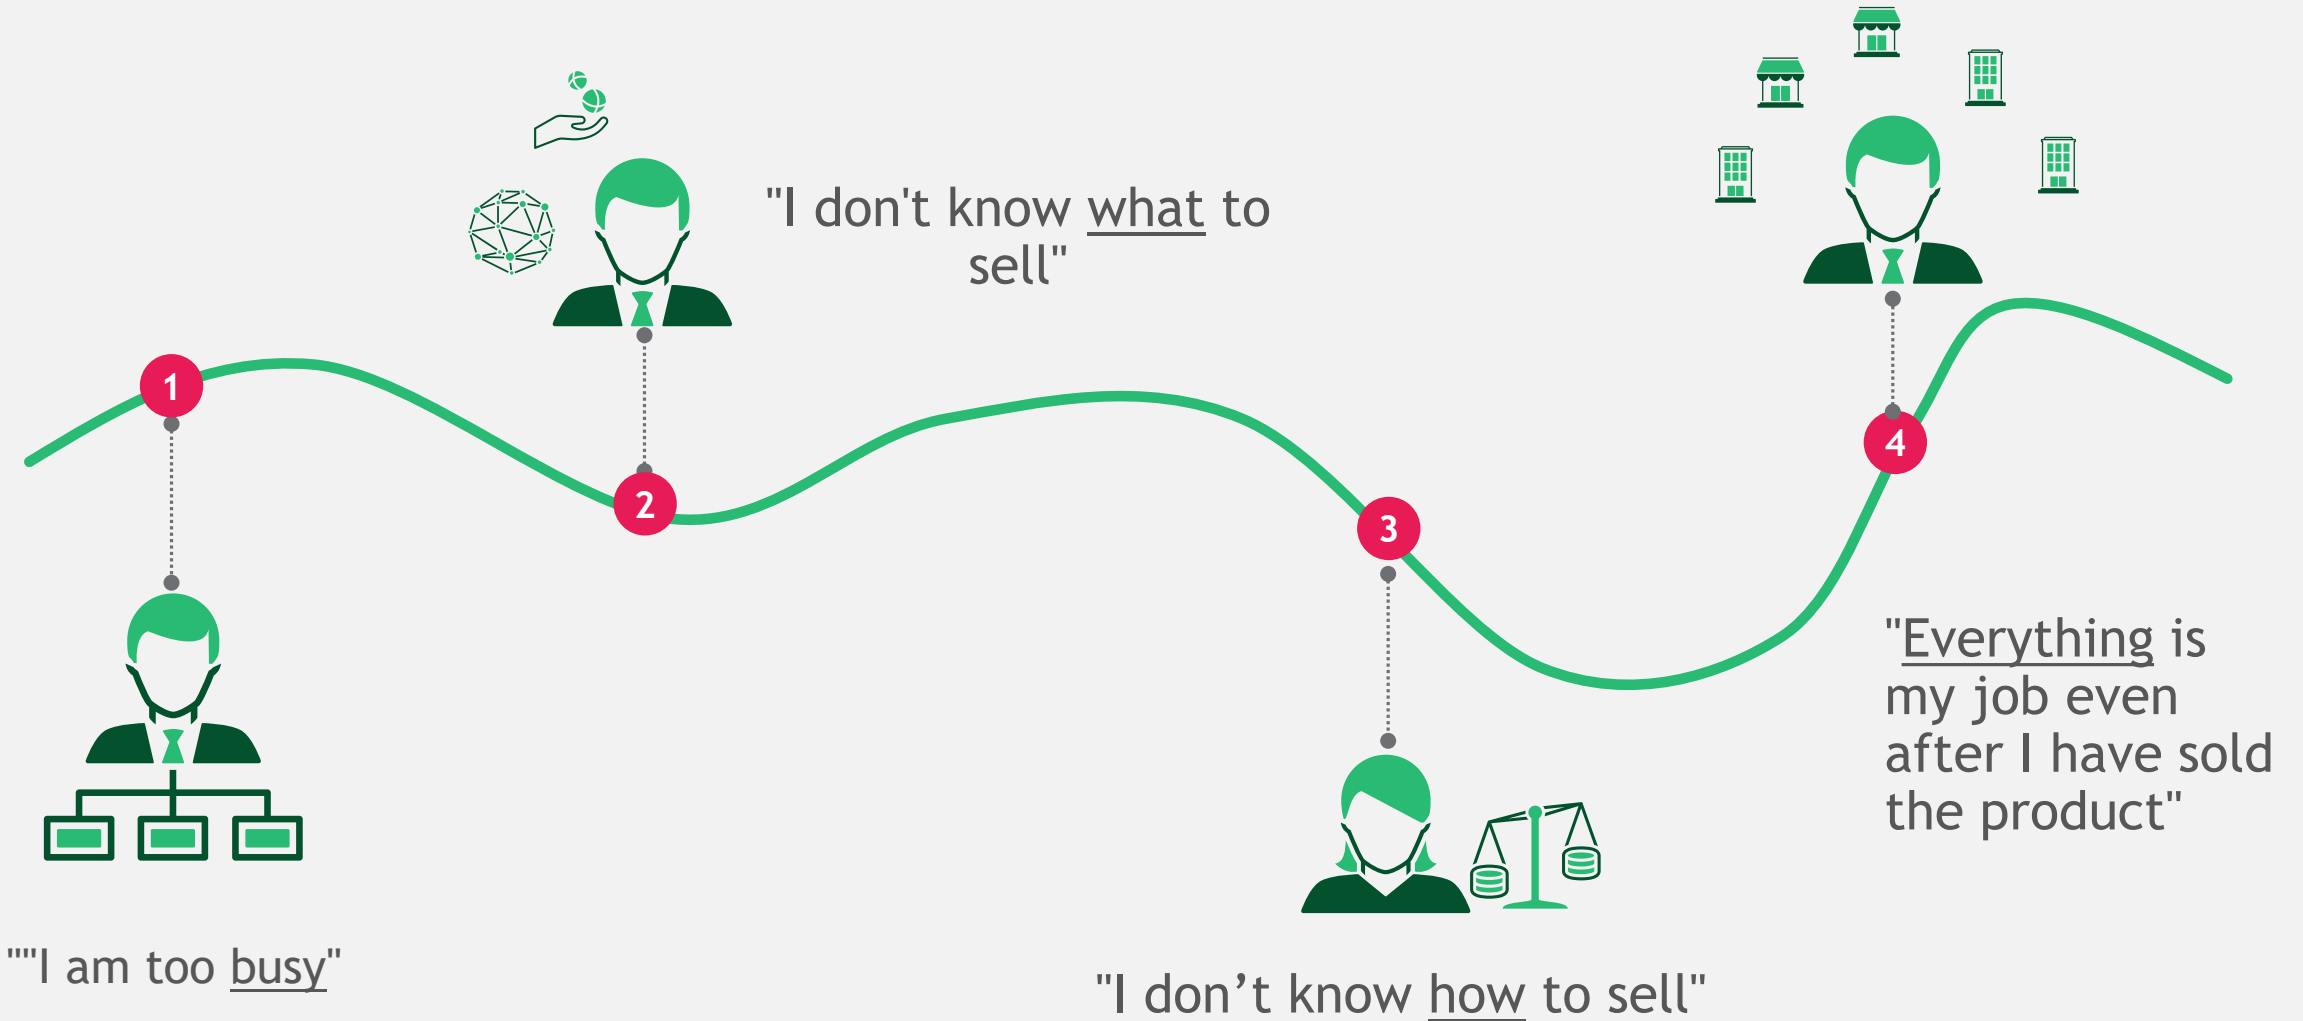 1
""I am too busy"
2
"I don't know what to
sell"
3
"I don’t know how to sell"
4
"Everything is
my job even
after I have sold
the product"